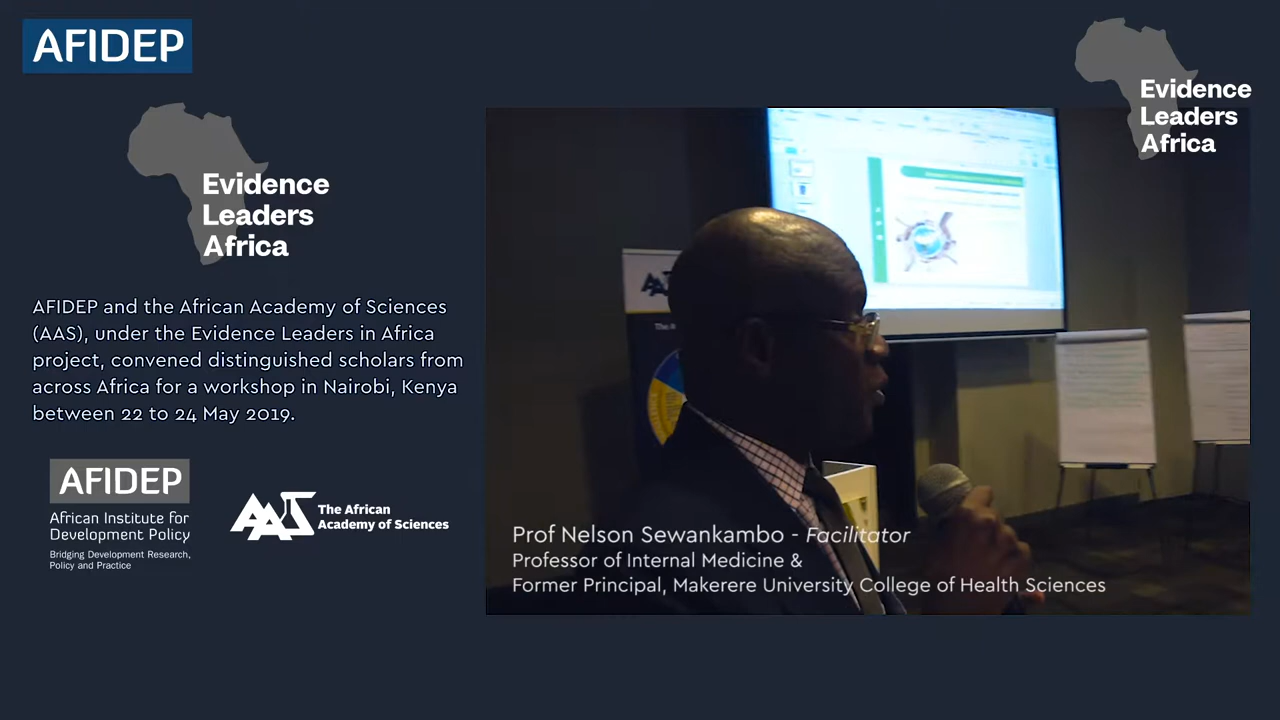 AFIDEP
Evidence
Leaders
Africa
AFIDEP and the African Academy of Sciences
(AAS), under the Evidence Leaders in Africa
project, convened distinguished scholars from
across Africa for a workshop in Nairobi, Kenya
between 22 to 24 May 2019.
AFIDEP
African Institute for
Development Policy
Bridging Development Research,
Policy and Practice
AAS
The African
Academy of Sciences
Evidence
Leaders
Africa
Prof Nelson Sewankambo - Facilitator
Professor of Internal Medicine &
Former Principal, Makerere University College of Health Sciences